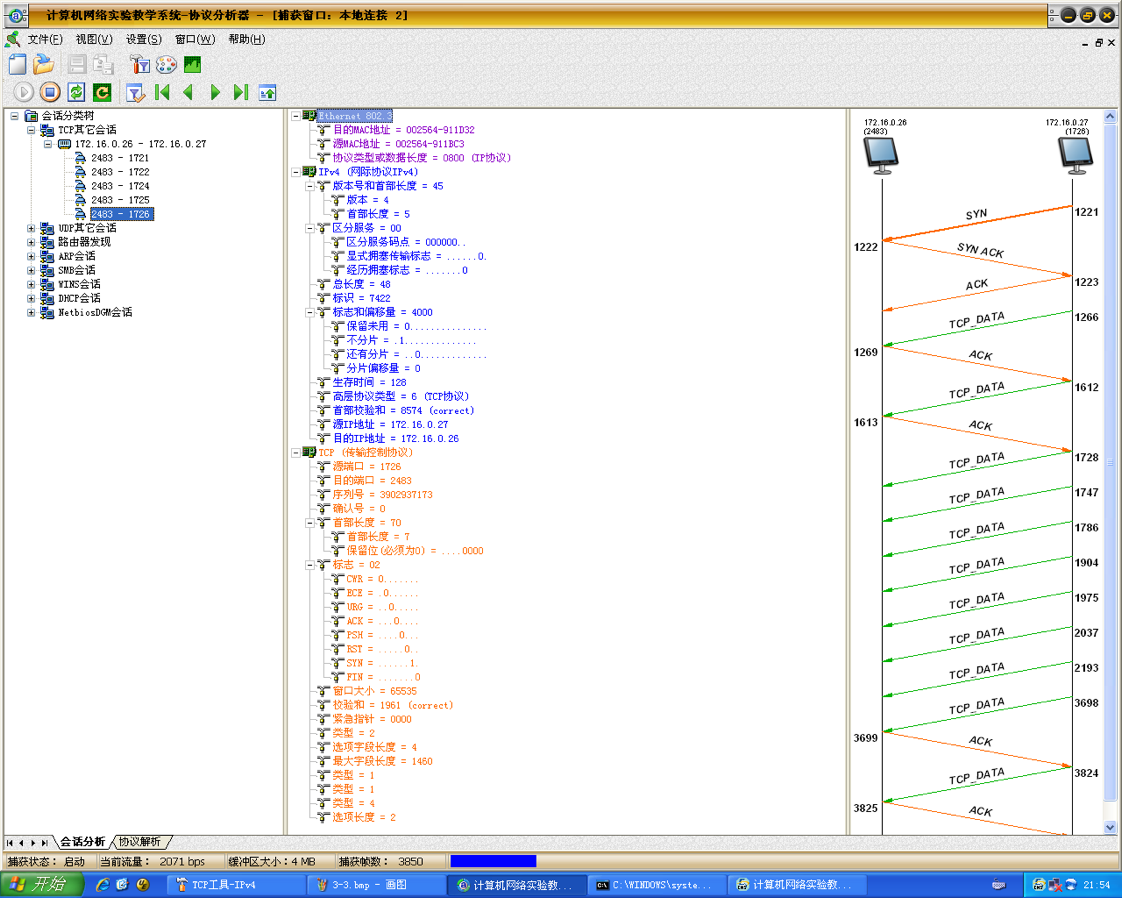 计算机网络实验教学系统-协议分析器 - [捕获窗口: 本地连接 2]
文件(F) 视图(V) 设置(S) 窗口(W) 帮助(H)
会话分类树
TCP其它会话
172.16.0.26 - 172.16.0.27
2483 - 1721
2483 - 1722
2483 - 1724
2483 - 1725
2483 - 1726
UDP其它会话
路由器发现
ARP会话
SMB会话
WINS会话
DHCP会话
NetbiosDGM会话
Ethernet 802.3
目的MAC地址 = 002564-911D32
源MAC地址 = 002564-911BC3
协议类型或数据长度 = 0800 (IP协议)
IPv4 (网际协议IPv4)
版本号和首部长度 = 45
版本 = 4
首部长度 = 5
区分服务 = 00
区分服务码点 = 000000..
显式拥塞传输标志 = ......0.
经历拥塞标志 = .......0
总长度 = 48
标识 = 7422
标志和偏移量 = 4000
保留未用 = 0...............
不分片 = .1..............
还有分片 = ..0.............
分片偏移量 = 0
生存时间 = 128
高层协议类型 = 6 (TCP协议)
首部校验和 = 8574 (correct)
源IP地址 = 172.16.0.27
目的IP地址 = 172.16.0.26
TCP (传输控制协议)
源端口 = 1726
目的端口 = 2483
序列号 = 3902937173
确认号 = 0
首部长度 = 70
首部长度 = 7
保留位(必须为0) = ....0000
标志 = 02
CWR = 0.......
ECE = .0......
URG = ..0.....
ACK = ...0....
PSH = ....0...
RST = .....0..
SYN = ......1.
FIN = .......0
窗口大小 = 65535
校验和 = 1961 (correct)
紧急指针 = 0000
类型 = 2
选项字段长度 = 4
最大字段长度 = 1460
类型 = 1
类型 = 1
类型 = 4
选项长度 = 2
172.16.0.26 172.16.0.27
(2483) (1726)
SYN 1221
1222
SYN ACK
1223
ACK
1266
TCP_DATA
1269
ACK
1612
TCP_DATA
1613
ACK
1728
TCP_DATA
1747
TCP_DATA
1786
TCP_DATA
1904
TCP_DATA
1975
TCP_DATA
2037
TCP_DATA
2193
TCP_DATA
3698
TCP_DATA
3699
ACK
3824
TCP_DATA
3825
ACK
会话分析 协议解析
捕获状态: 启动 当前流量: 2071 bps 缓冲区大小: 4 MB 捕获帧数: 3850
开始 TCP工具-IPv4 3-3.bmp - 画图 计算机网络实验教... C:\WINDOWS\syste... 计算机网络实验教... 21:54